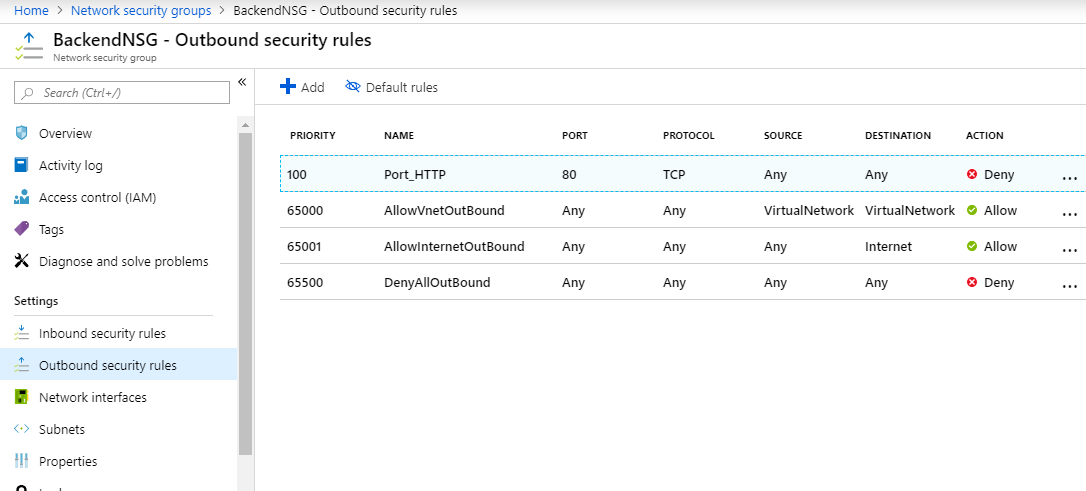 Home > Network security groups > BackendNSG - Outbound security rules
BackendNSG - Outbound security rules
Network security group
Search (Ctrl+/)
«
Overview
Activity log
Access control (IAM)
Tags
Diagnose and solve problems
Settings
Inbound security rules
Outbound security rules
Network interfaces
Subnets
Properties
Add Default rules
PRIORITY NAME PORT PROTOCOL SOURCE DESTINATION ACTION
100 Port_HTTP 80 TCP Any Any Deny ...
65000 AllowVnetOutBound Any Any VirtualNetwork VirtualNetwork Allow ...
65001 AllowInternetOutBound Any Any Any Internet Allow ...
65500 DenyAllOutBound Any Any Any Any Deny ...